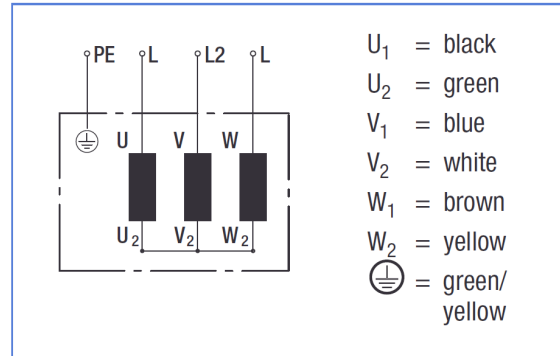 PE L L2 L
U V W
U2 V2 W2
U1 = black
U2 = green
V1 = blue
V2 = white
W1 = brown
W2 = yellow
= green/
yellow